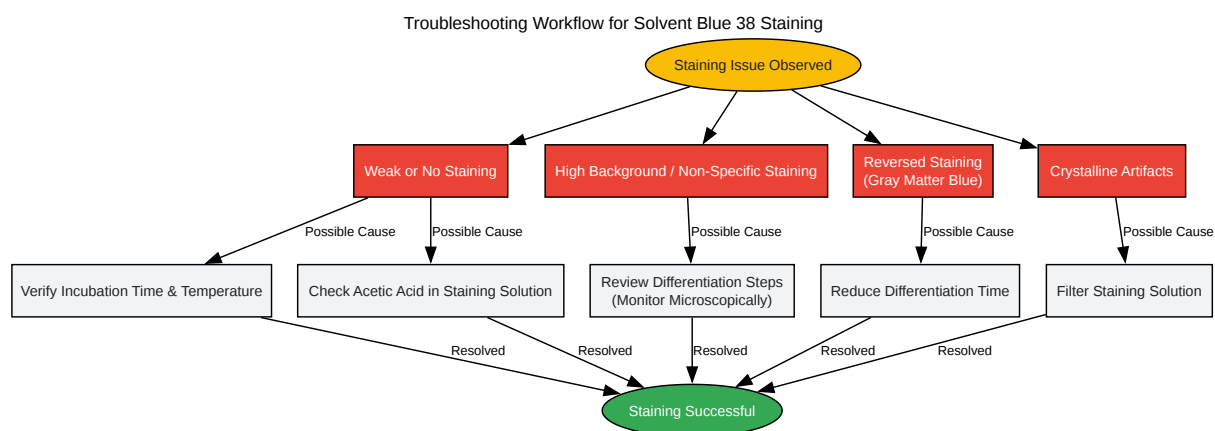 Troubleshooting Workflow for Solvent Blue 38 Staining
Staining Issue Observed
Weak or No Staining
High Background / Non-Specific Staining
Reversed Staining
(Gray Matter Blue)
Crystalline Artifacts
Possible Cause
Possible Cause
Possible Cause
Possible Cause
Possible Cause
Verify Incubation Time & Temperature
Check Acetic Acid in Staining Solution
Review Differentiation Steps
(Monitor Microscopically)
Reduce Differentiation Time
Filter Staining Solution
Resolved
Resolved
Resolved
Resolved
Resolved
Staining Successful